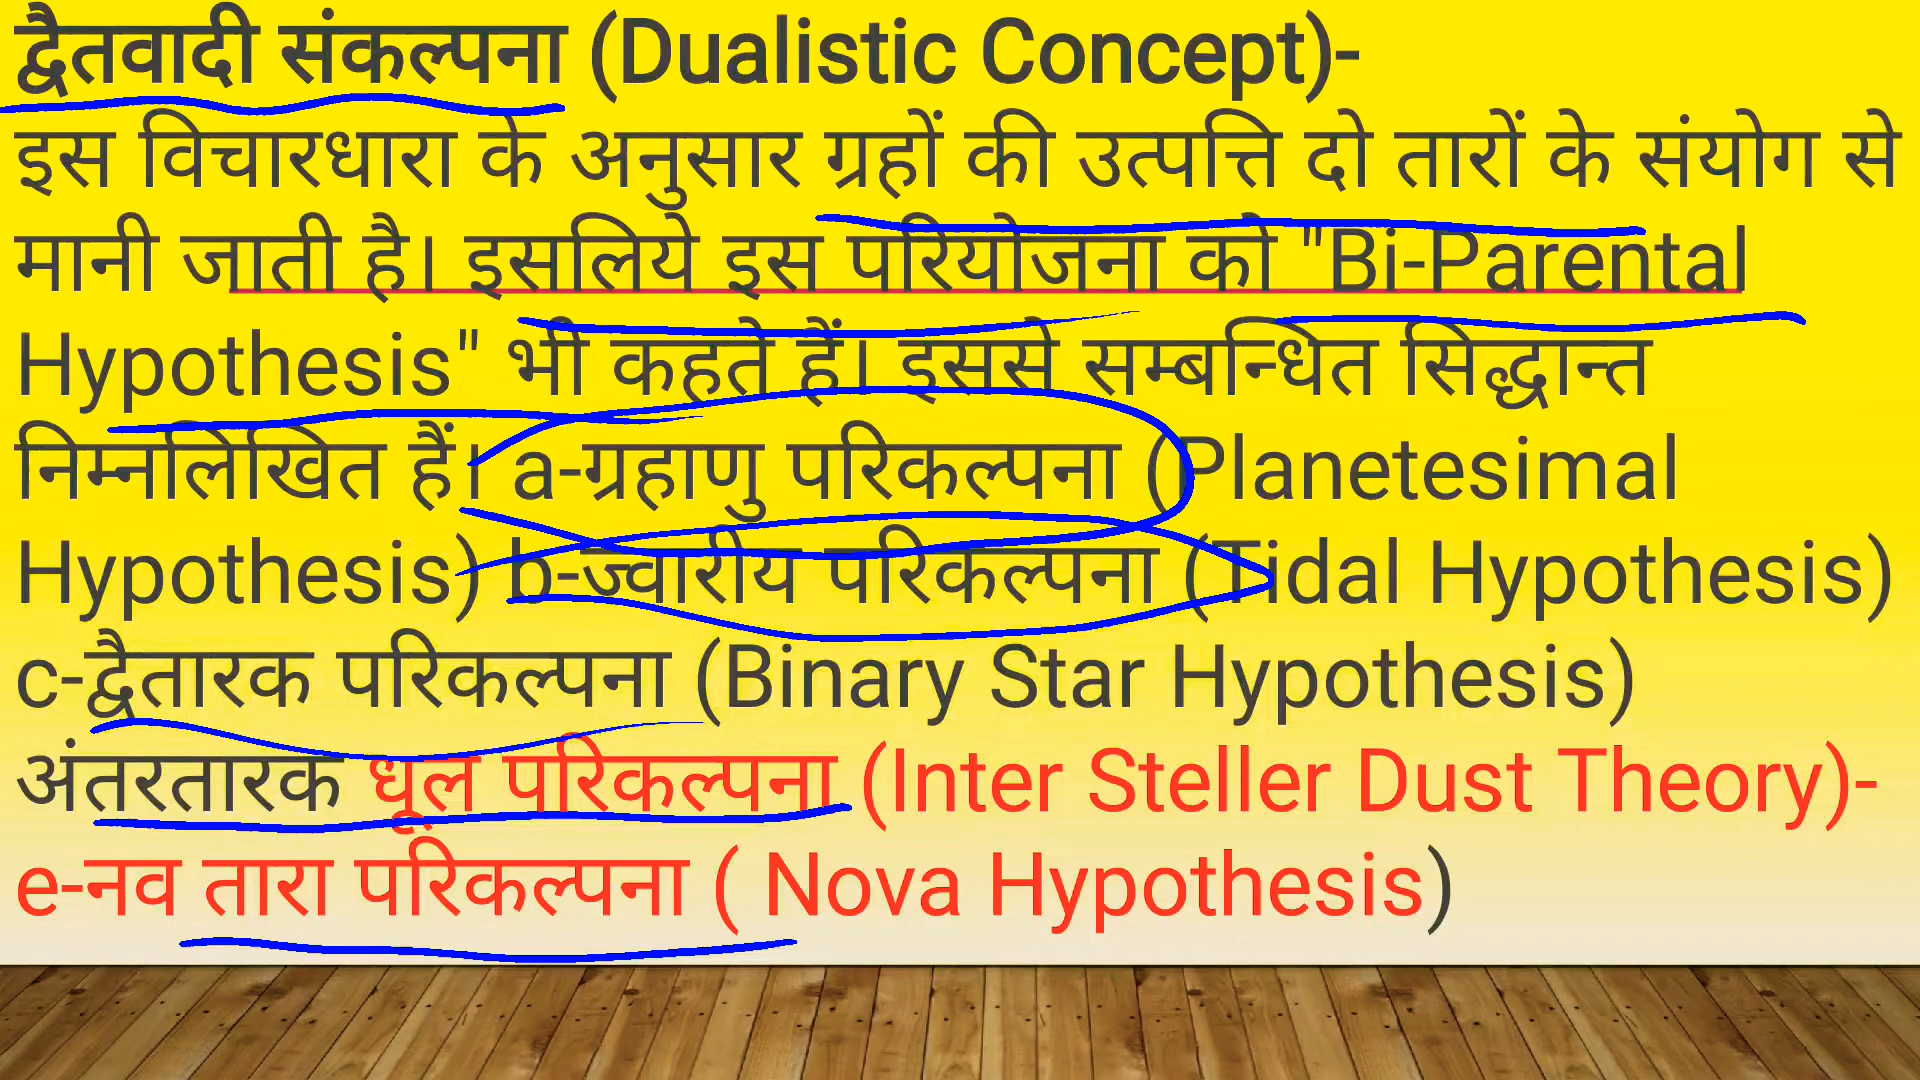 द्वैतवादी संकल्पना (Dualistic Concept)-
इस विचारधारा के अनुसार ग्रहों की उत्पत्ति दो तारों के संयोग से
मानी जाती है। इसलिये इस परियोजना को "Bi-Parental
Hypothesis" भी कहते हैं। इससे सम्बन्धित सिद्धान्त
निम्नलिखित हैं। a-ग्रहाणु परिकल्पना (Planetesimal
Hypothesis) b-ज्वारीय परिकल्पना (Tidal Hypothesis)
c-द्वैतारक परिकल्पना (Binary Star Hypothesis)
अंतरतारक धूल परिकल्पना (Inter Steller Dust Theory)-
e-नव तारा परिकल्पना ( Nova Hypothesis)